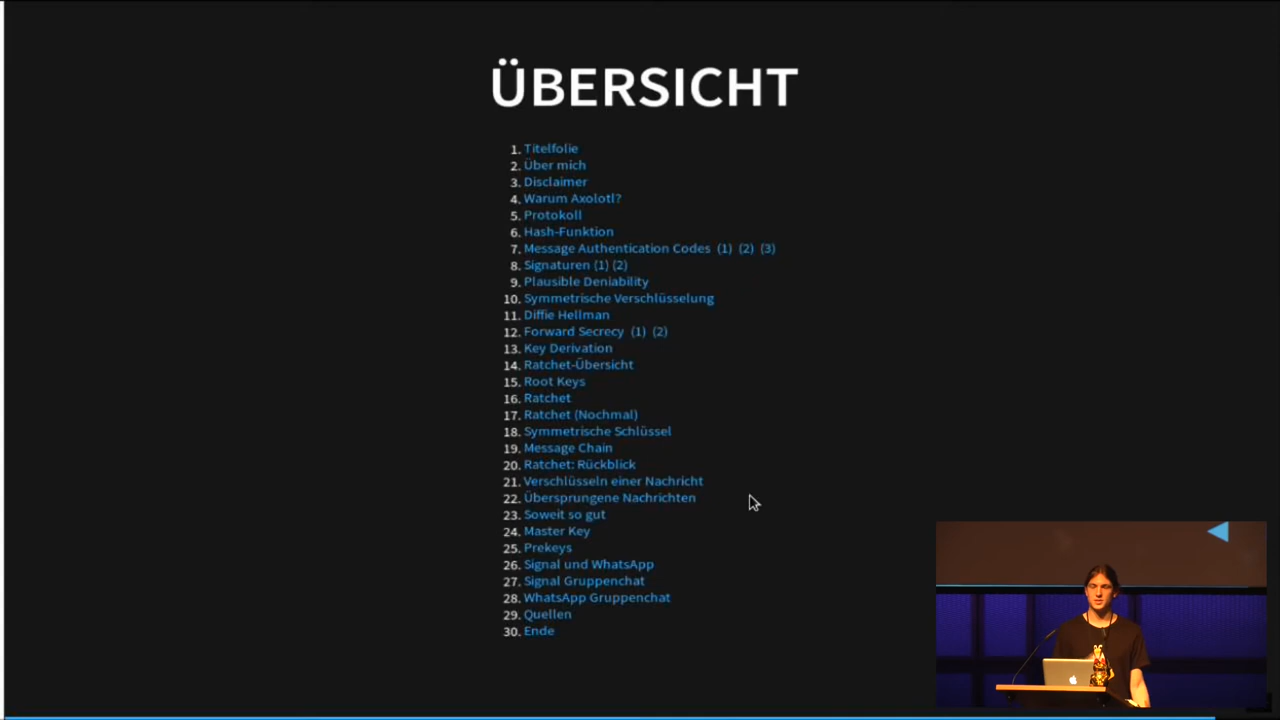 ÜBERSICHT
1. Titelfolie
2. Über mich
3. Disclaimer
4. Warum Axolotl?
5. Protokoll
6. Hash-Funktion
7. Message Authentication Codes (1) (2) (3)
8. Signaturen (1) (2)
9. Plausible Deniability
10. Symmetrische Verschlüsselung
11. Diffie Hellman
12. Forward Secrecy (1) (2)
13. Key Derivation
14. Ratchet-Übersicht
15. Root Keys
16. Ratchet
17. Ratchet (Nochmal)
18. Symmetrische Schlüssel
19. Message Chain
20. Ratchet: Rückblick
21. Verschlüsseln einer Nachricht
22. Übersprungene Nachrichten
23. Soweit so gut
24. Master Key
25. Prekeys
26. Signal und WhatsApp
27. Signal Gruppenchat
28. WhatsApp Gruppenchat
29. Quellen
30. Ende